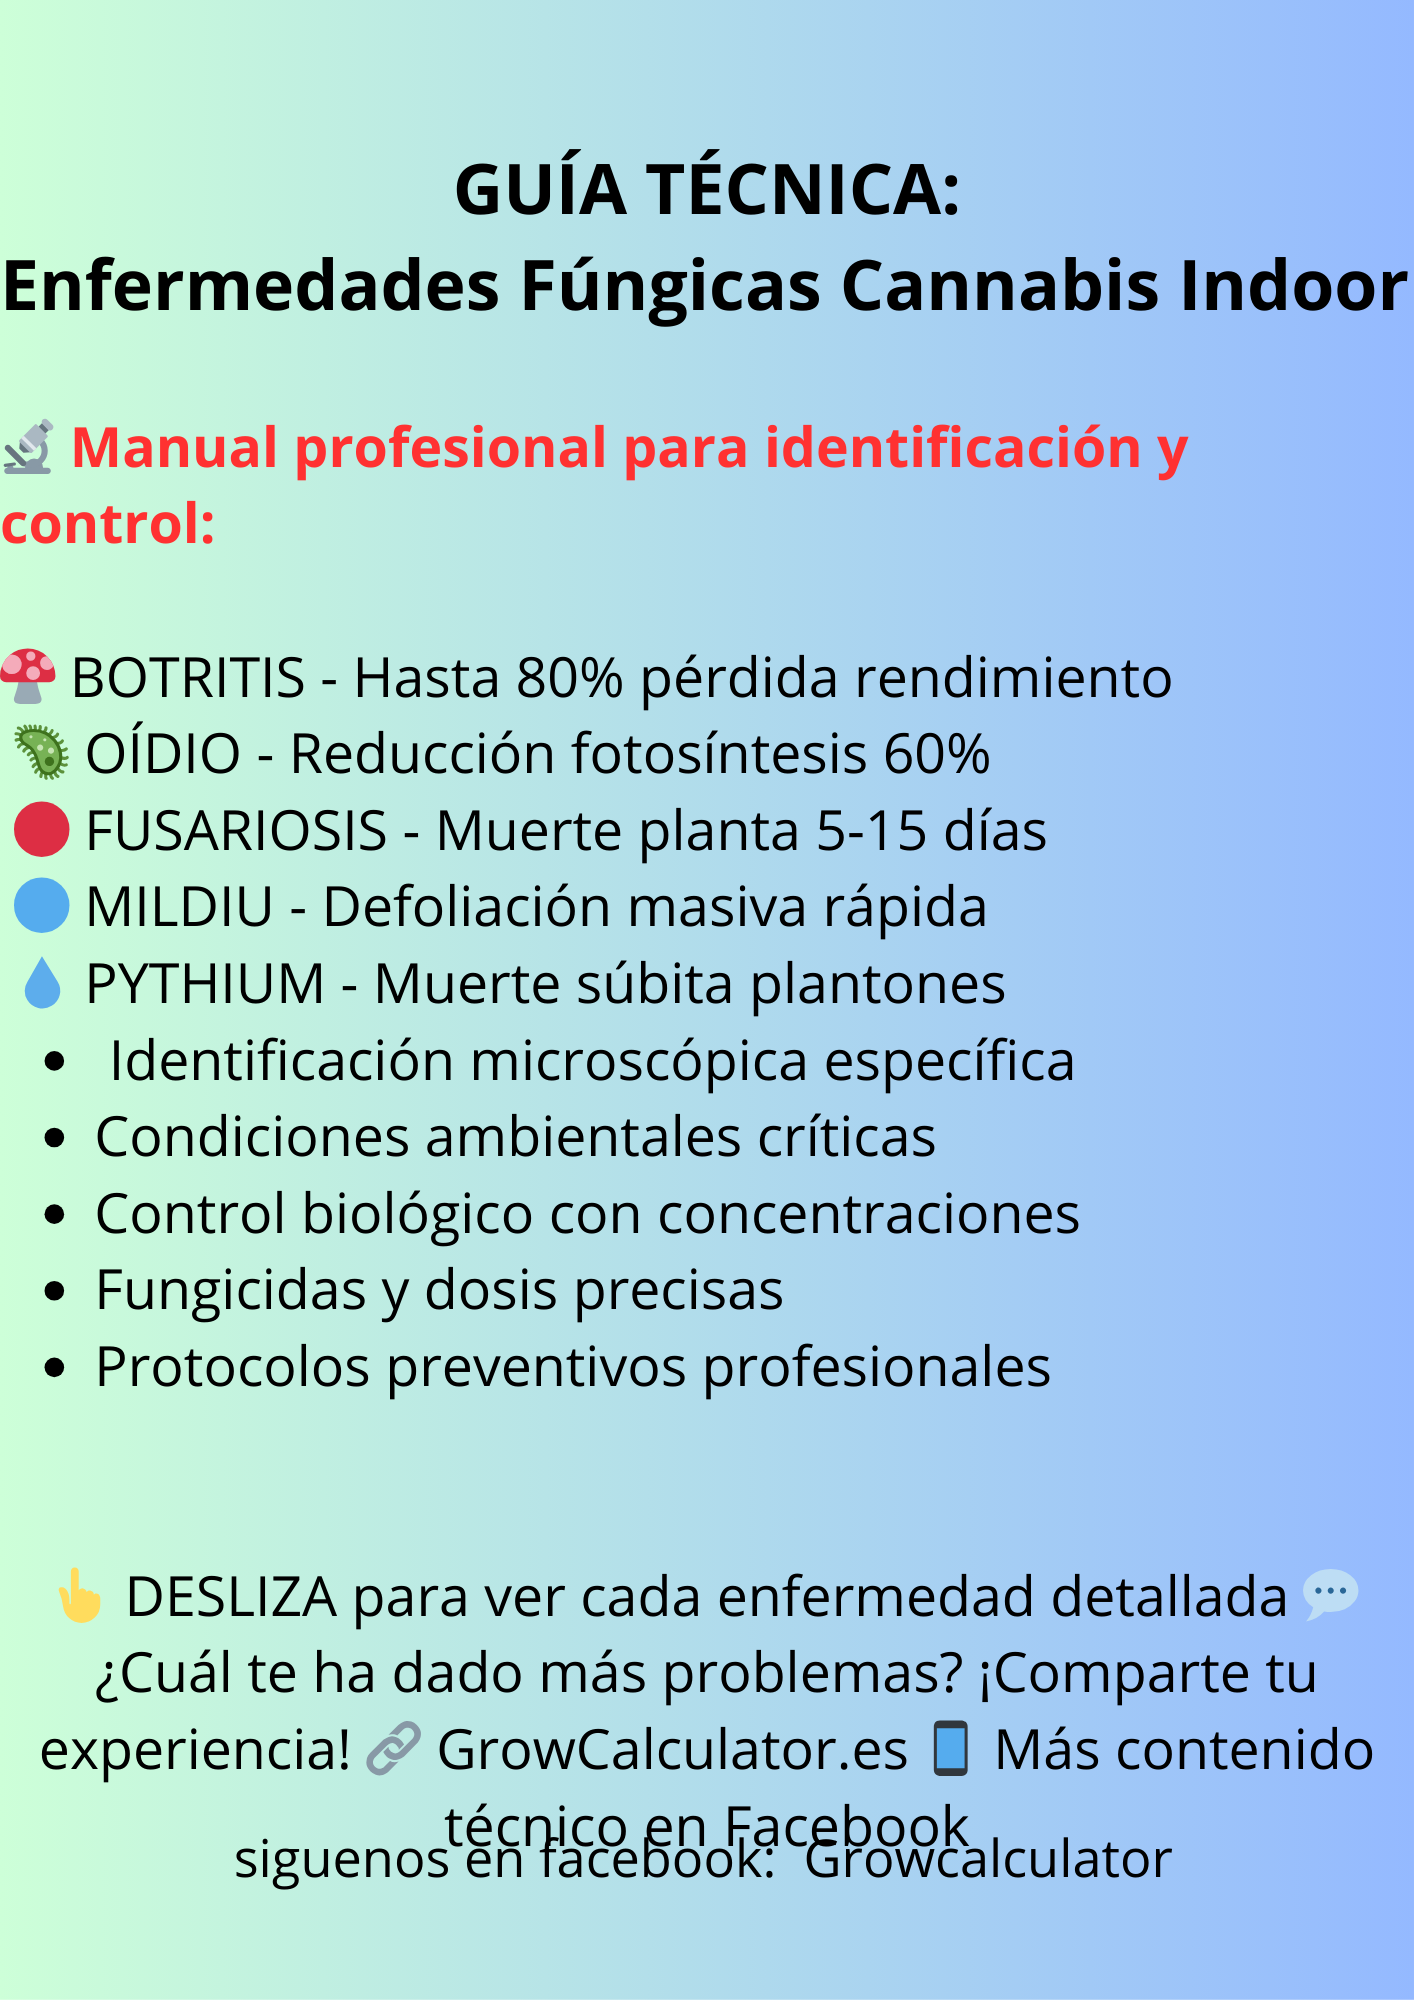 GUÍA TÉCNICA:
Enfermedades Fúngicas Cannabis Indoor
🔬 Manual profesional para identificación y
control:
🍄 BOTRITIS - Hasta 80% pérdida rendimiento
🦠 OÍDIO - Reducción fotosíntesis 60%
🔴 FUSARIOSIS - Muerte planta 5-15 días
🔵 MILDIU - Defoliación masiva rápida
💧 PYTHIUM - Muerte súbita plantones
• Identificación microscópica específica
• Condiciones ambientales críticas
• Control biológico con concentraciones
• Fungicidas y dosis precisas
• Protocolos preventivos profesionales
👆 DESLIZA para ver cada enfermedad detallada 💬
¿Cuál te ha dado más problemas? ¡Comparte tu
experiencia! 🔗 GrowCalculator.es 📱 Más contenido
técnico en Facebook
siguenos en facebook: Growcalculator